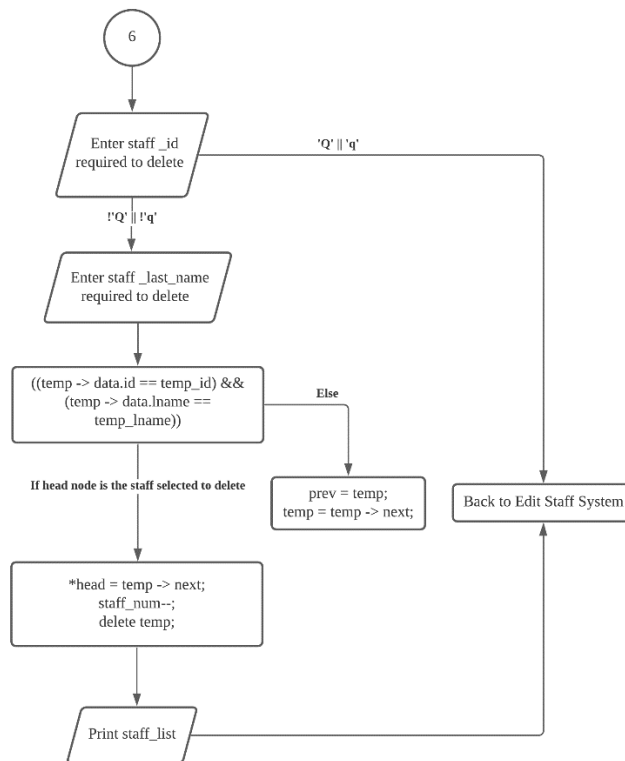 6
Enter staff _id
required to delete
'Q' || 'q'
!'Q' || !'q'
Enter staff _last_name
required to delete
((temp -> data.id == temp_id) &&
(temp -> data.lname ==
temp_lname))
Else
If head node is the staff selected to delete
prev = temp;
temp = temp -> next;
Back to Edit Staff System
*head = temp -> next;
staff_num--;
delete temp;
Print staff_list